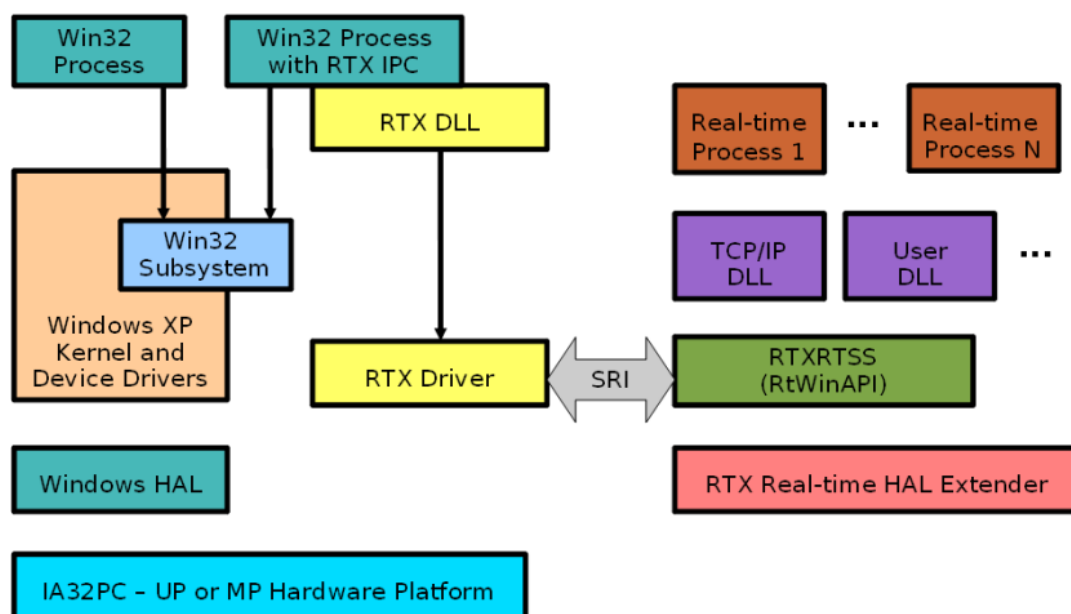 Win32
Process
Win32 Process
with RTX IPC
RTX DLL
Real-time
Process 1
...
Real-time
Process N
Win32
Subsystem
TCP/IP
DLL
User
DLL
...
Windows XP
Kernel and
Device Drivers
RTX Driver
SRI
RTXRTSS
(RtWinAPI)
Windows HAL
RTX Real-time HAL Extender
IA32PC – UP or MP Hardware Platform